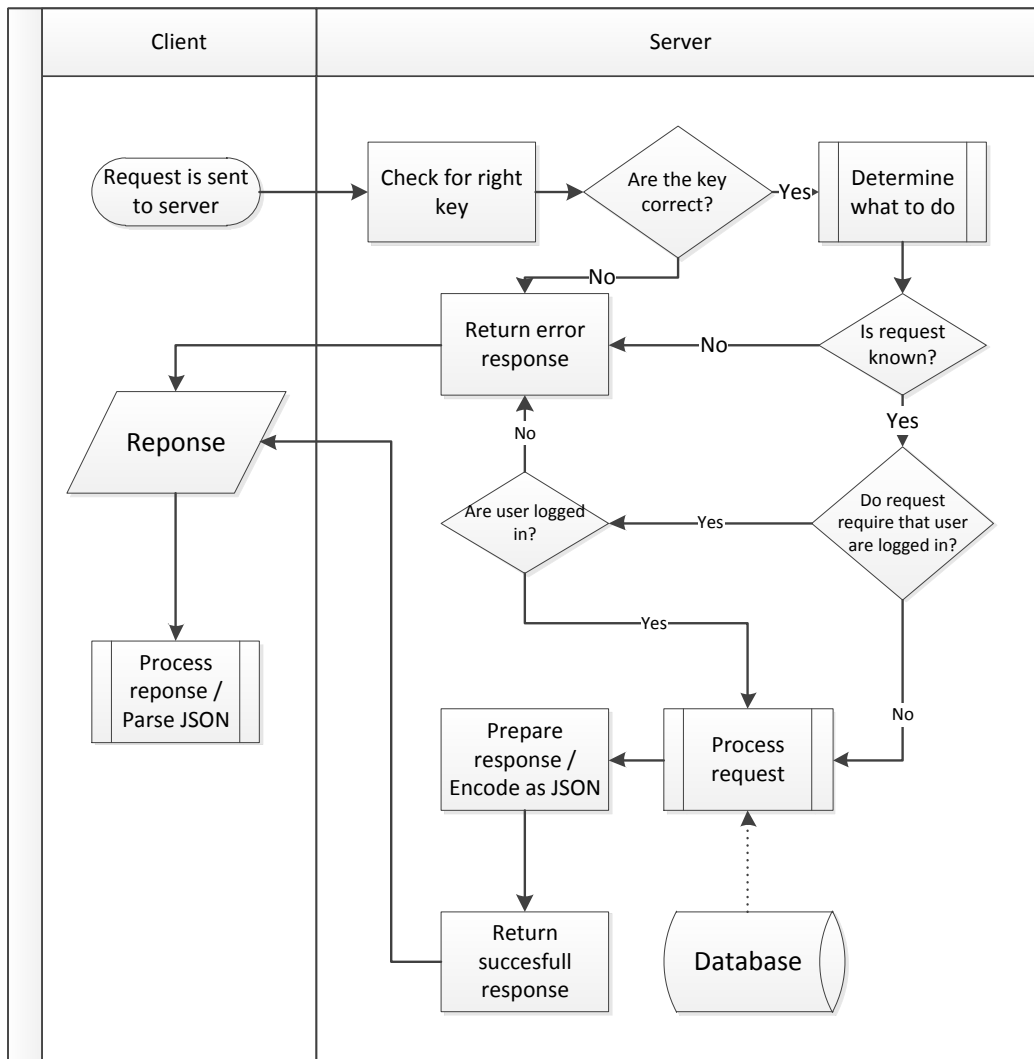 Client
Server
Request is sent
to server
Check for right
key
Are the key
correct?
Yes
Determine
what to do
No
Return error
response
No
Is request
known?
Yes
Reponse
No
Are user logged
in?
Yes
Do request
require that user
are logged in?
Yes
No
Process
reponse /
Parse JSON
Prepare
response /
Encode as JSON
Process
request
Return
succesfull
response
Database